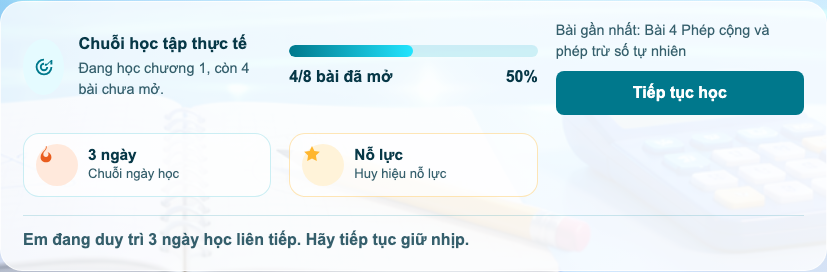 Chuỗi học tập thực tế
Đang học chương 1, còn 4
bài chưa mở.
4/8 bài đã mở
50%
Bài gần nhất: Bài 4 Phép cộng và
phép trừ số tự nhiên
Tiếp tục học
3 ngày
Chuỗi ngày học
Nỗ lực
Huy hiệu nỗ lực
Em đang duy trì 3 ngày học liên tiếp. Hãy tiếp tục giữ nhịp.